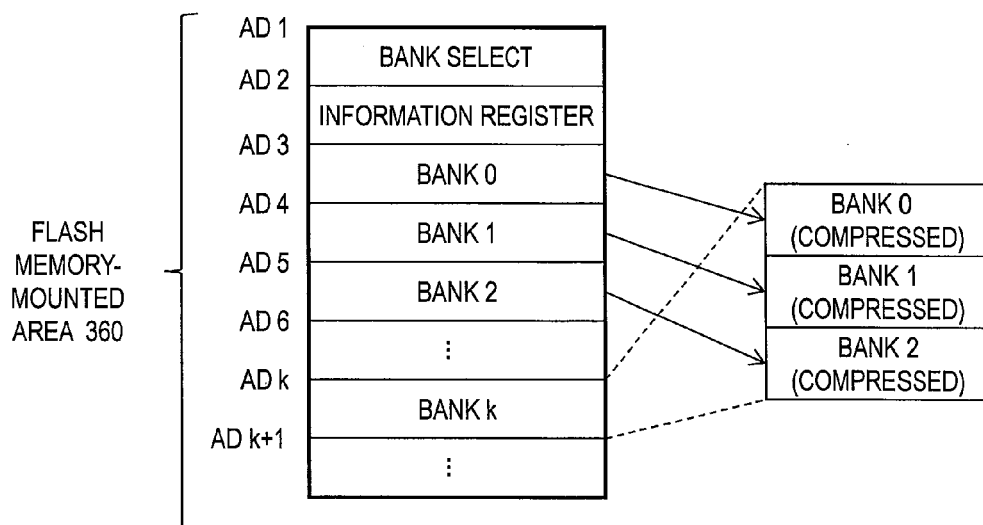 AD 1
BANK SELECT
AD 2
INFORMATION REGISTER
AD 3
BANK 0
AD 4
BANK 1
AD 5
BANK 2
AD 6
⋮
AD k
BANK k
AD k+1
⋮
FLASH
MEMORY-
MOUNTED
AREA 360
BANK 0
(COMPRESSED)
BANK 1
(COMPRESSED)
BANK 2
(COMPRESSED)